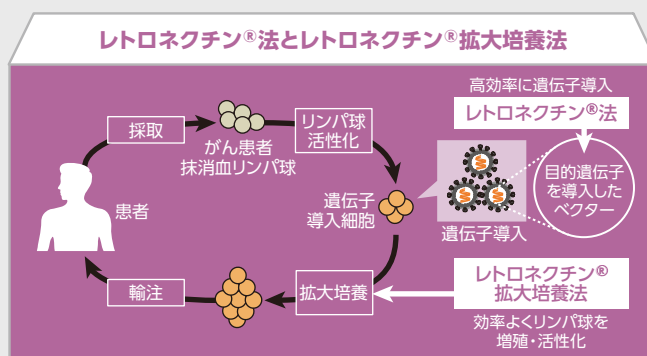 レトロネクチン®法とレトロネクチン®拡大培養法
高効率に遺伝子導入
レトロネクチン®法
採取
がん患者
抹消血リンパ球
リンパ球
活性化
患者
遺伝子
導入細胞
遺伝子導入
目的遺伝子
を導入した
ベクター
輸注
拡大培養
レトロネクチン®
拡大培養法
効率よくリンパ球を
増殖・活性化